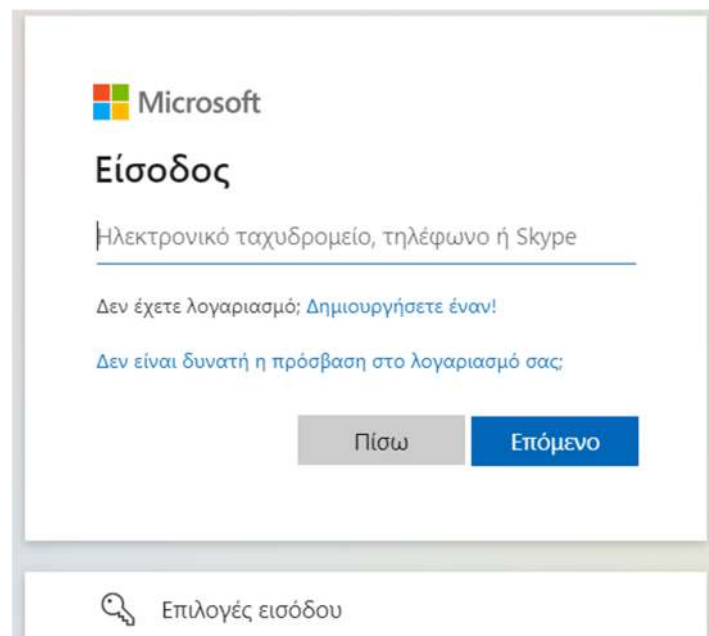 Microsoft
Είσοδος
Ηλεκτρονικό ταχυδρομείο, τηλέφωνο ή Skype
Δεν έχετε λογαριασμό; Δημιουργήσετε έναν!
Δεν είναι δυνατή η πρόσβαση στο λογαριασμό σας;
Πίσω Επόμενο
Επιλογές εισόδου